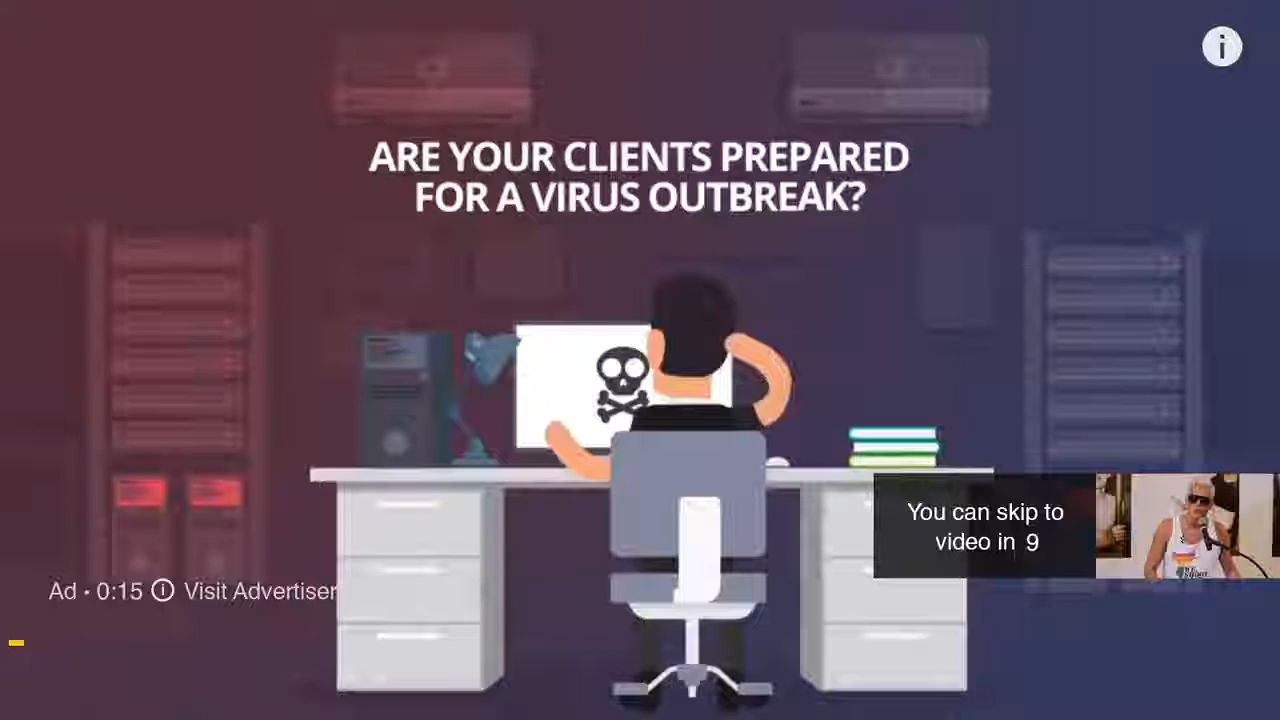 ARE YOUR CLIENTS PREPARED
FOR A VIRUS OUTBREAK?
You can skip to
video in 9
Ad • 0:15 ⓘ Visit Advertiser